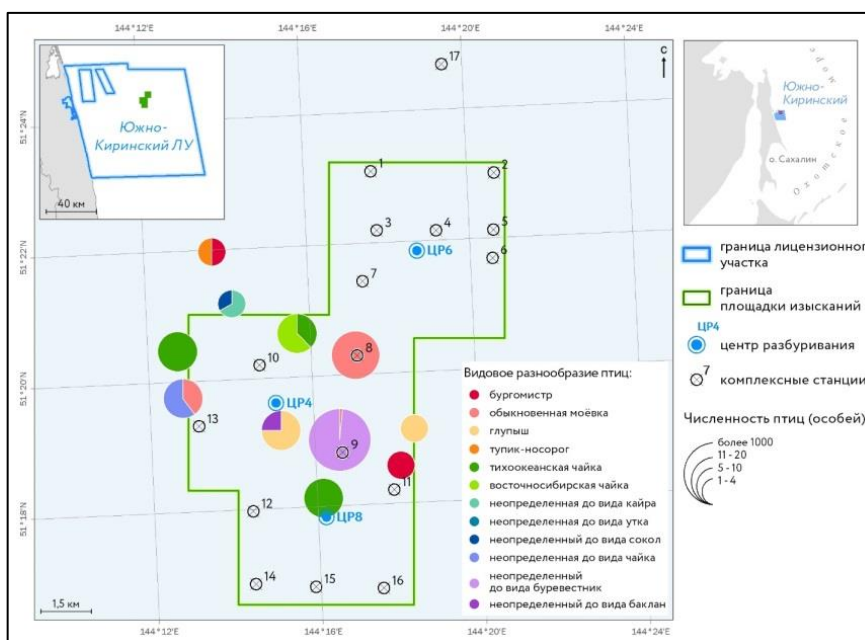 144°12'E 144°16'E 144°20'E 144°24'E
51°24'N
51°22'N
51°20'N
51°18'N
Южно-
Киринский ЛУ
40 км
17
С
1
2
3
4
5
ЦР6
6
7
8
10
ЦР4
13
9
11
12
ЦР8
14
15
16
1,5 км
144°12'E 144°16'E 144°20'E 144°24'E
Видовое разнообразие птиц:
бургомистр
обыкновенная моёвка
глупыш
тупик-носорог
тихоокеанская чайка
восточносибирская чайка
неопределенная до вида кайра
неопределенная до вида утка
неопределенный до вида сокол
неопределенная до вида чайка
неопределенный
до вида буревестник
неопределенный до вида баклан
Южно-
Киринский
о. Сахалин
Охотское
море
граница лицензионног
участка
граница
площадки изысканий
ЦР4
центр разбуривания
7
комплексные станции
Численность птиц (особей)
более 1000
11 - 20
5 - 10
1 - 4